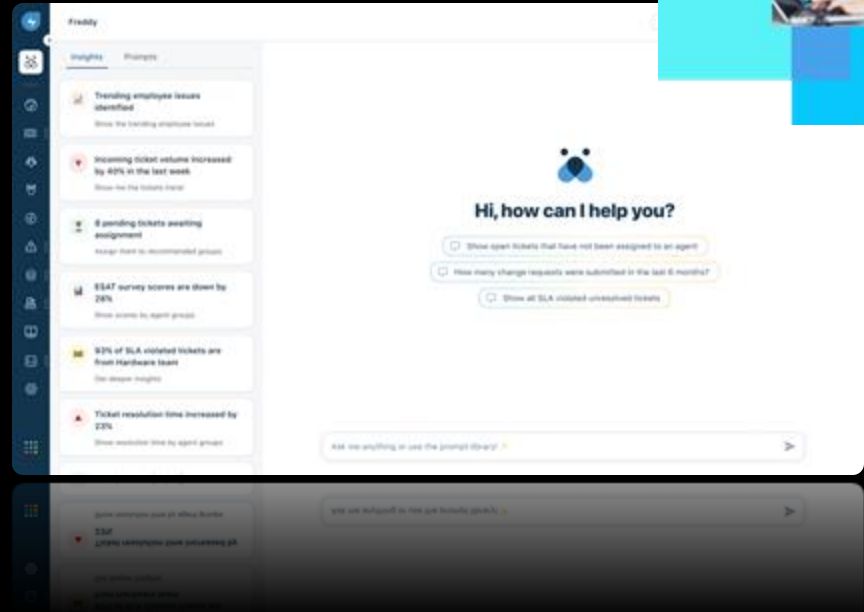 Freddy
Insights
Prompts
Trending employee issues
identified
Show the trending employee issues
Incoming ticket volume increased
by 40% in the last week
Show me the tickets trend
8 pending tickets awaiting
assignment
Assign them to recommended groups
ESAT survey scores are down by
28%
Show scores by agent groups
93% of SLA violated tickets are
from Hardware team
Get deeper insights
Ticket resolution time increased by
23%
Show resolution time by agent groups
Hi, how can I help you?
Show open tickets that have not been assigned to an agent
How many change requests were submitted in the last 6 months?
Show all SLA violated unresolved tickets
Ask me anything or use the prompt library!